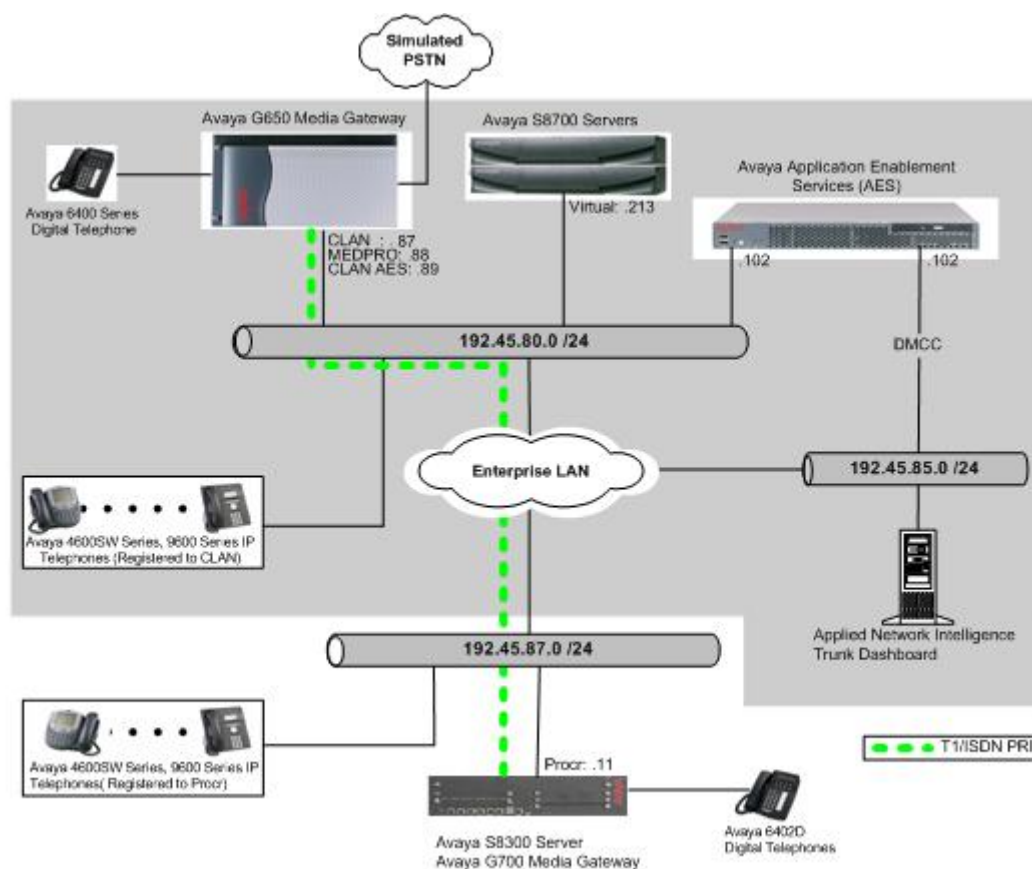 Simulated
PSTN
Avaya G650 Media Gateway
Avaya S8700 Servers
Avaya Application Enablement
Services (AES)
Avaya 6400 Series
Digital Telephone
Virtual: .213
CLAN : .87
MEDPRO: .88
CLAN AES: .89
.102
.102
192.45.80.0 /24
DMCC
Enterprise LAN
192.45.85.0 /24
Avaya 4600SW Series, 9600 Series IP
Telephones (Registered to CLAN)
Applied Network Intelligence
Trunk Dashboard
192.45.87.0 /24
Avaya 4600SW Series, 9600 Series IP
Telephones( Registered to Procr)
T1/ISDN PRI
Procr: .11
Avaya S8300 Server
Avaya G700 Media Gateway
Avaya 6402D
Digital Telephones